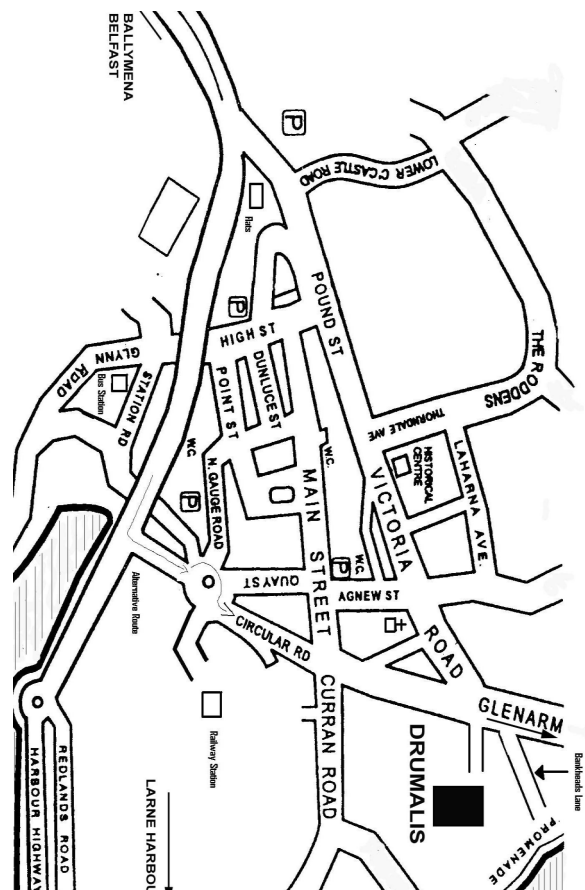 BALLYMENA
BELFAST
P
LOWER C'CASTLE ROAD
Flats
POUND ST
THE RODDENS
P
HIGH ST
GLYNN
ROAD
Bus Station
STATION RD
DUNLUCE ST
POINT ST
THORNDALE AVE
LAHARNA AVE.
HISTORICAL
CENTRE
W.C.
W.C.
P
N. GAUGE ROAD
MAIN STREET
VICTORIA
ROAD
P
W.C.
QUAY ST
AGNEW ST
Alternative Route
CIRCULAR RD
GLENARM
CURRAN ROAD
DRUMALIS
Railway Station
Bankheads Lane
PROMENADE
REDLANDS ROAD
HARBOUR HIGHWAY
LARNE HARBOU